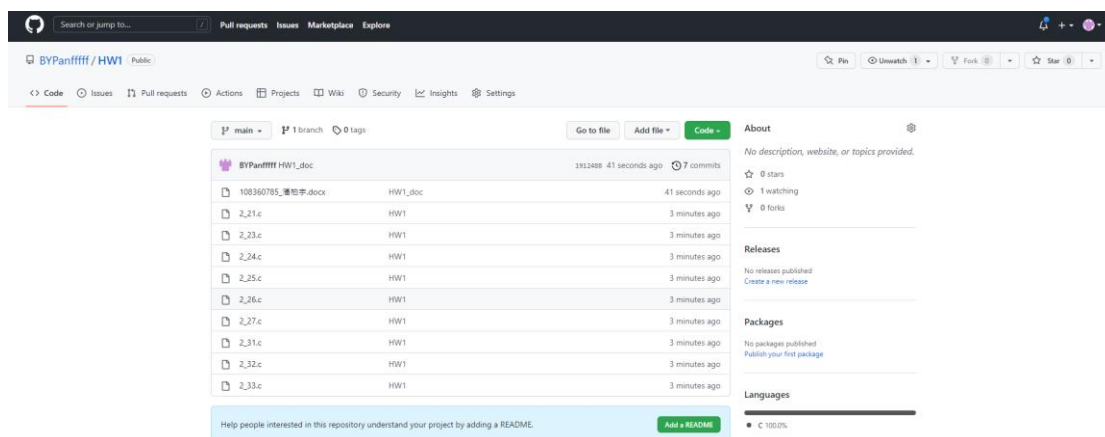 Search or jump to... /
Pull requests Issues Marketplace Explore
BYPanfffff / HW1 Public
Pin Unwatch 1 Fork 0 Star 0
Code Issues Pull requests Actions Projects Wiki Security Insights Settings
main 1 branch 0 tags Go to file Add file Code
BYPanfffff HW1_doc 1912488 41 seconds ago 7 commits
108360785_潘柏宇.docx HW1_doc 41 seconds ago
2_21.c HW1 3 minutes ago
2_23.c HW1 3 minutes ago
2_24.c HW1 3 minutes ago
2_25.c HW1 3 minutes ago
2_26.c HW1 3 minutes ago
2_27.c HW1 3 minutes ago
2_31.c HW1 3 minutes ago
2_32.c HW1 3 minutes ago
2_33.c HW1 3 minutes ago
Help people interested in this repository understand your project by adding a README. Add a README
About
No description, website, or topics provided.
0 stars
1 watching
0 forks
Releases
No releases published
Create a new release
Packages
No packages published
Publish your first package
Languages
C 100.0%